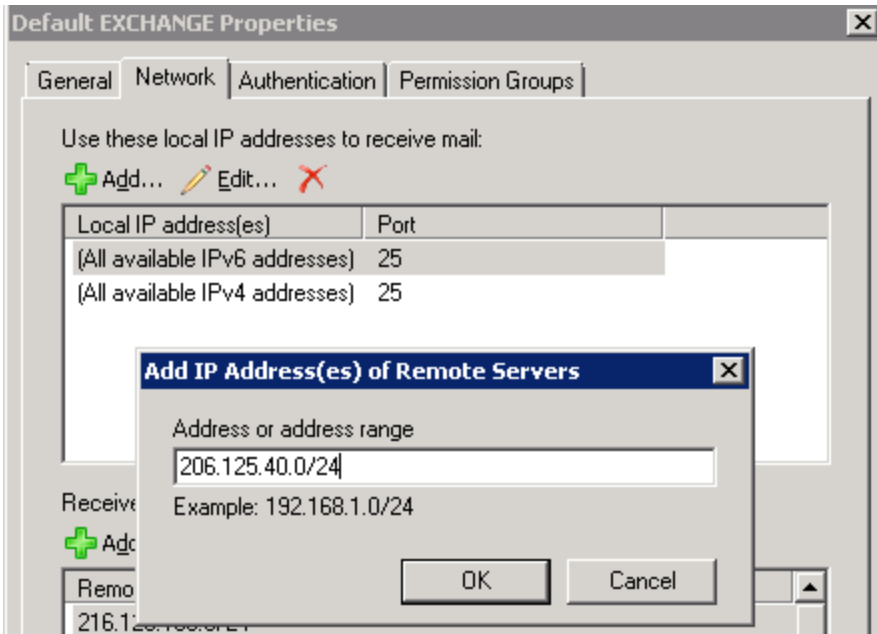 Default EXCHANGE Properties
General Network Authentication Permission Groups
Use these local IP addresses to receive mail:
Add... Edit...
Local IP address(es) Port
(All available IPv6 addresses) 25
(All available IPv4 addresses) 25
Add IP Address(es) of Remote Servers
Address or address range
206.125.40.0/24
Example: 192.168.1.0/24
Receive
Add
OK Cancel
Remo